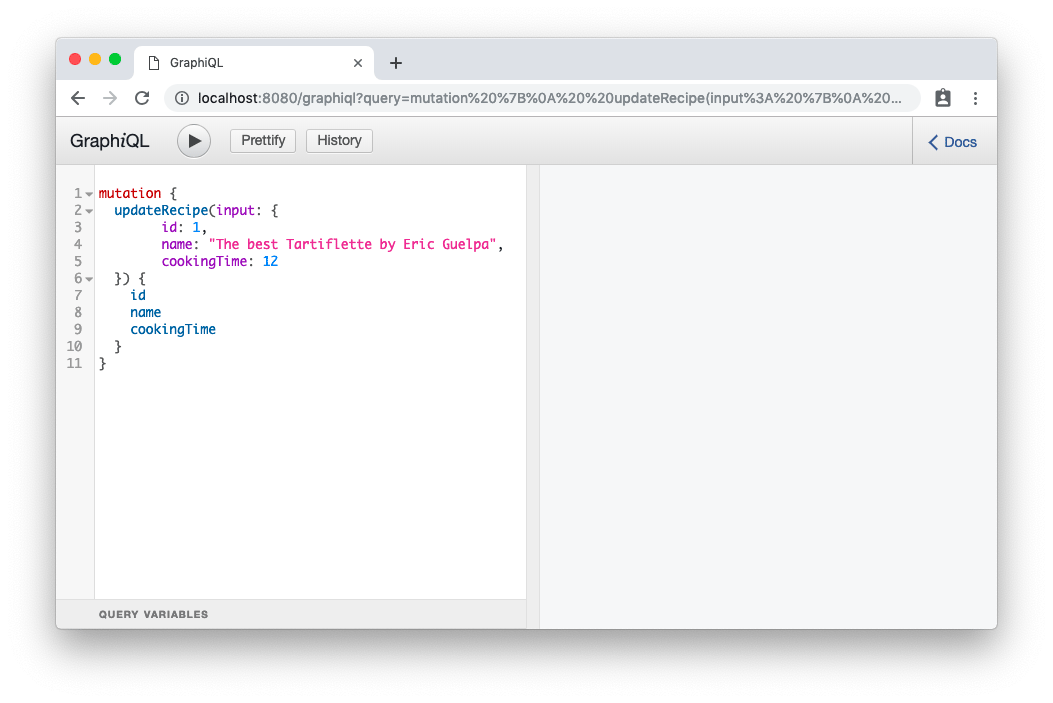 GraphiQL
localhost:8080/graphiql?query=mutation%20%7B%0A%20%20updateRecipe(input%3A%20%7B%0A%20...
GraphiQL Prettify History Docs
1 mutation {
2 updateRecipe(input: {
3 id: 1,
4 name: "The best Tartiflette by Eric Guelpa",
5 cookingTime: 12
6 }) {
7 id
8 name
9 cookingTime
10 }
11 }
QUERY VARIABLES